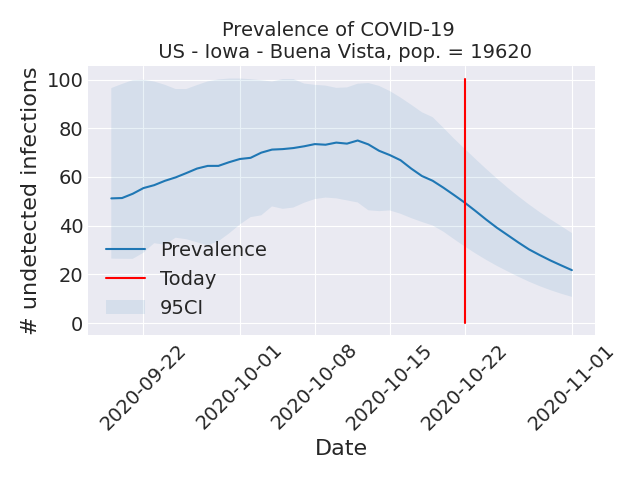 Prevalence of COVID-19
US - Iowa - Buena Vista, pop. = 19620
# undetected infections
100
80
60
40
20
0
Prevalence
Today
95CI
2020-09-22
2020-10-01
2020-10-08
2020-10-15
2020-10-22
2020-11-01
Date